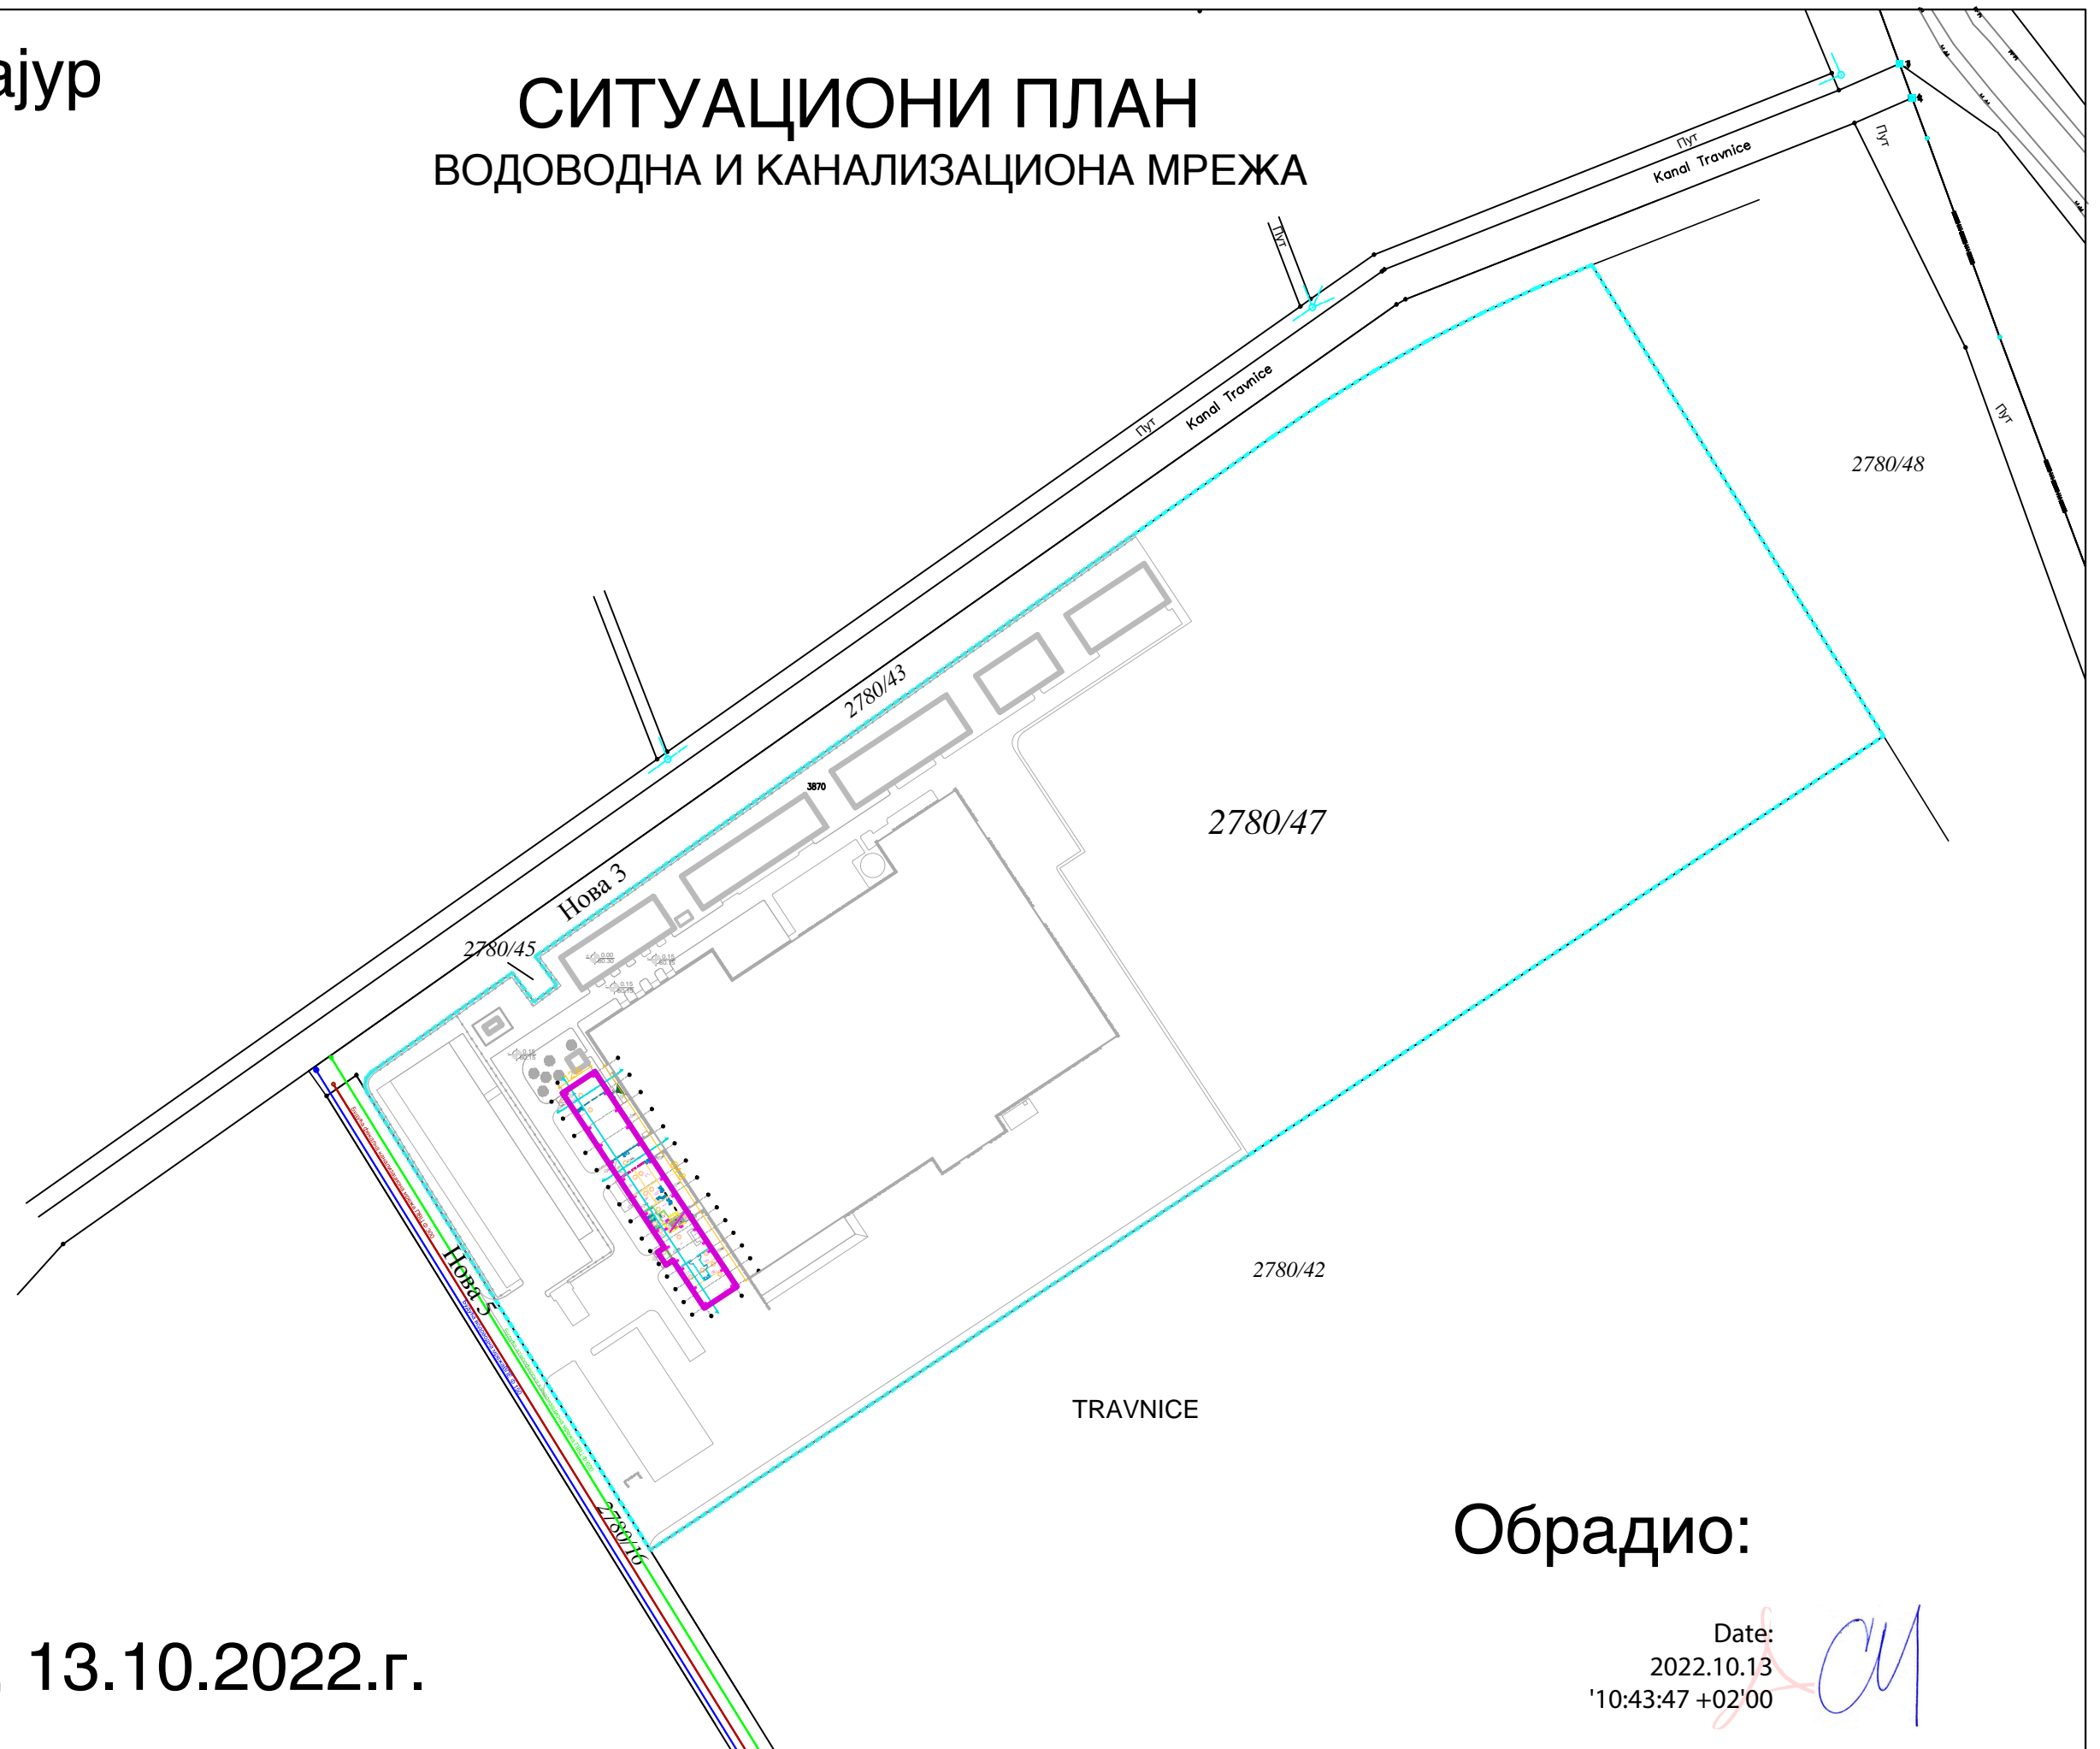 ајур
СИТУАЦИОНИ ПЛАН
ВОДОВОДНА И КАНАЛИЗАЦИОНА МРЕЖА
Пут
Kanal Travnice
Пут
Пут
Пут
Kanal Travnice
Пут
2780/48
2780/43
3870
2780/47
Нова 3
2780/45
Нова 5
2780/42
TRAVNICE
2780/16
Обрадио:
13.10.2022.г.
Date:
2022.10.13
'10:43:47 +02'00